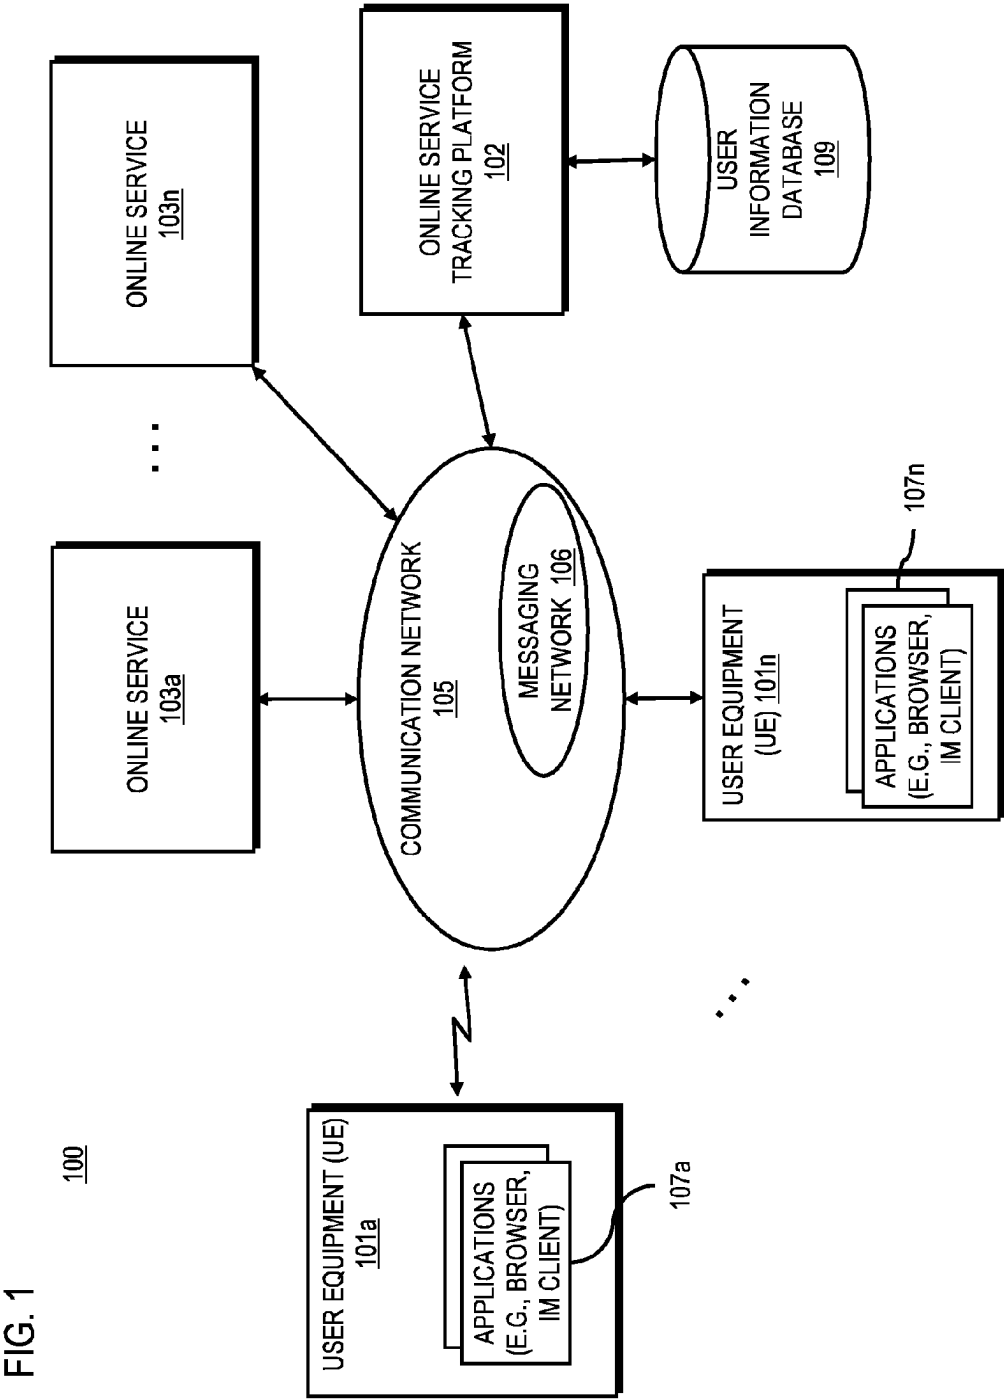 FIG. 1
100
ONLINE SERVICE
103a
ONLINE SERVICE
103n
...
USER EQUIPMENT (UE)
101a
APPLICATIONS
(E.G., BROWSER,
IM CLIENT)
107a
COMMUNICATION NETWORK
105
MESSAGING
NETWORK 106
ONLINE SERVICE
TRACKING PLATFORM
102
USER
INFORMATION
DATABASE
109
...
USER EQUIPMENT
(UE) 101n
APPLICATIONS
(E.G., BROWSER,
IM CLIENT)
107n